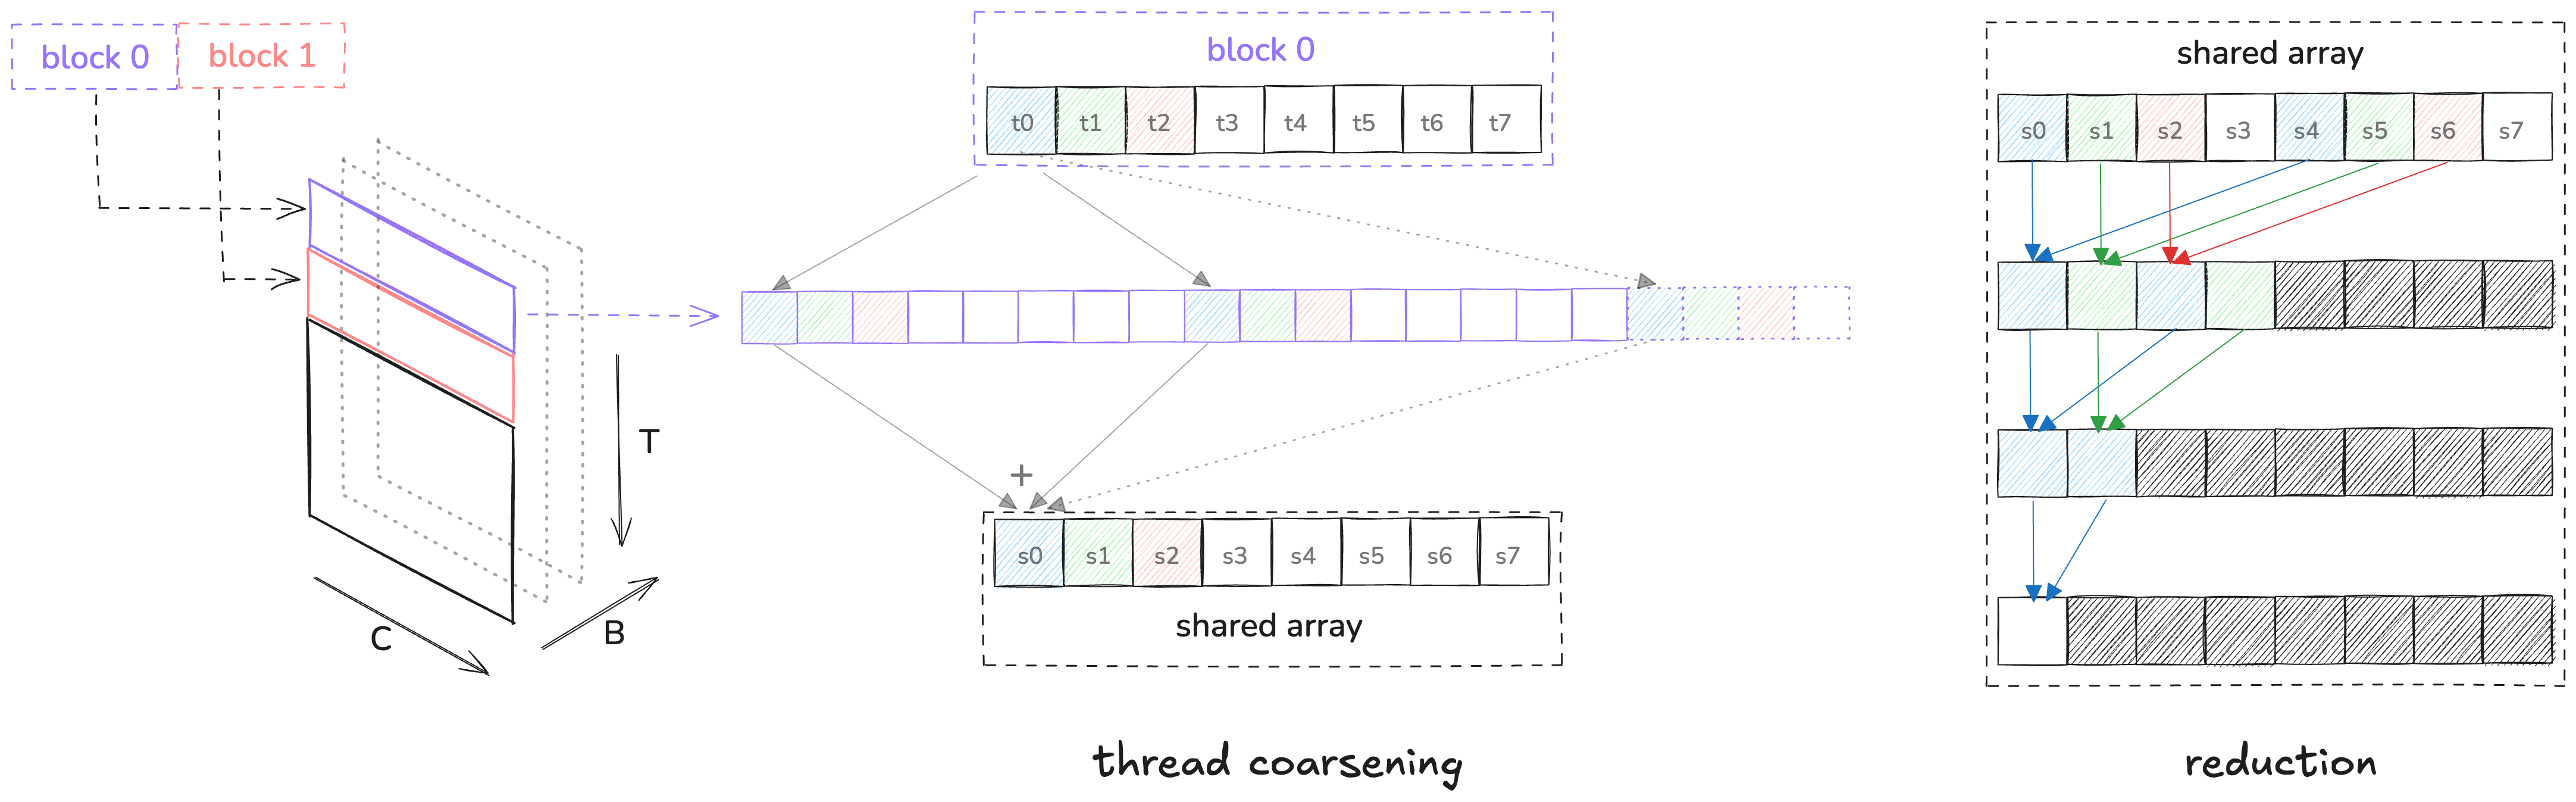 block 0
block 1
T
C
B
block 0
t0 t1 t2 t3 t4 t5 t6 t7
+
s0 s1 s2 s3 s4 s5 s6 s7
shared array
thread coarsening
shared array
s0 s1 s2 s3 s4 s5 s6 s7
reduction